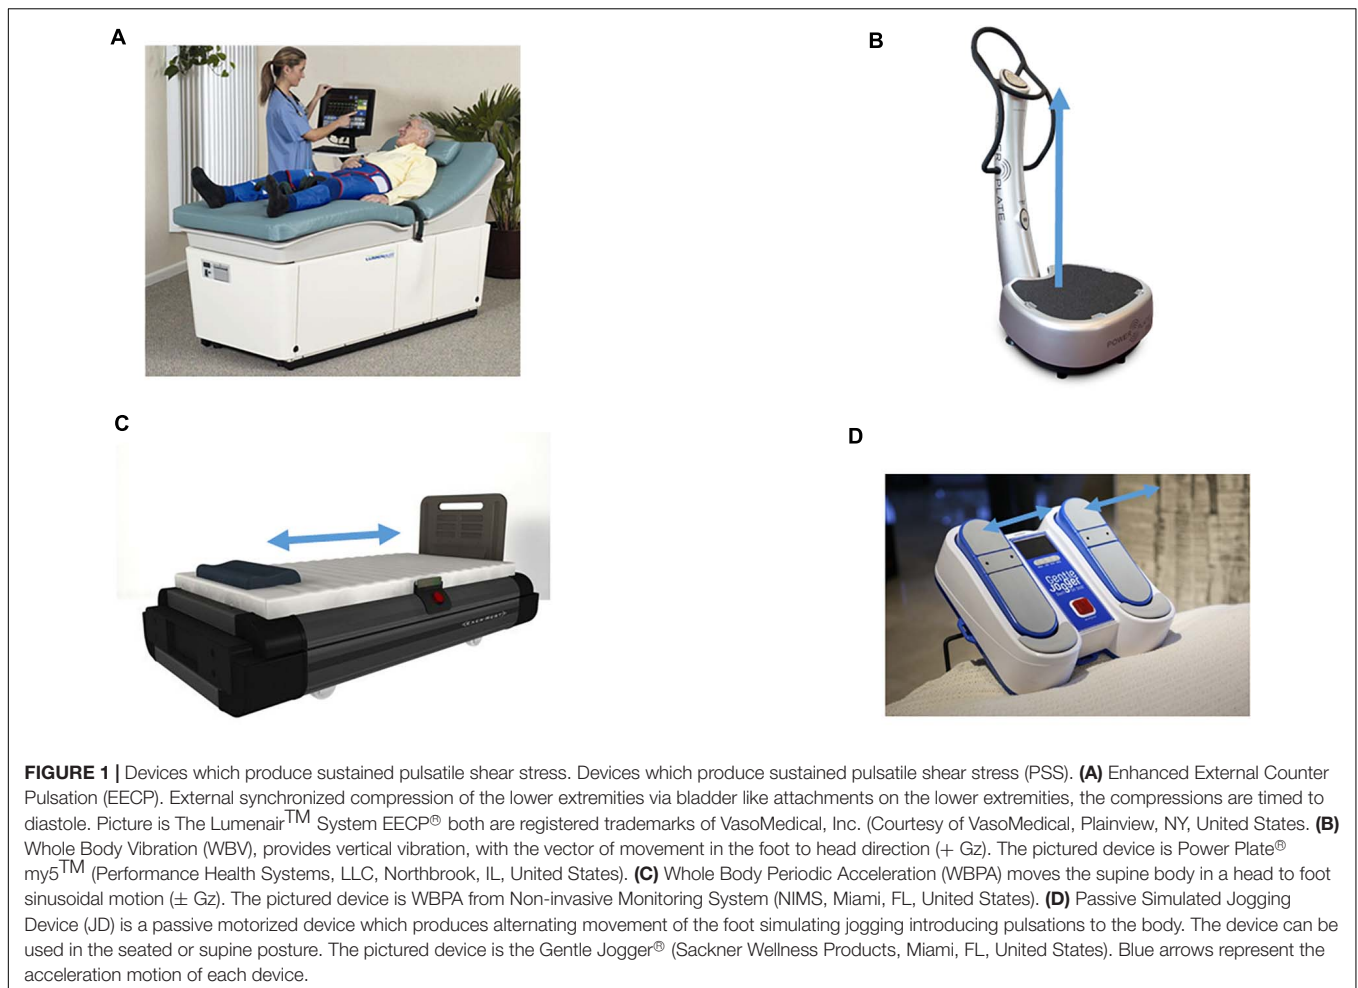 A
B
LUMENAIR
POWER PLATE
POWER
C
D
Gentle
Jogger
FIGURE 1 | Devices which produce sustained pulsatile shear stress. Devices which produce sustained pulsatile shear stress (PSS). (A) Enhanced External Counter
Pulsation (EECP). External synchronized compression of the lower extremities via bladder like attachments on the lower extremities, the compressions are timed to
diastole. Picture is The Lumenair™ System EECP® both are registered trademarks of VasoMedical, Inc. (Courtesy of VasoMedical, Plainview, NY, United States. (B)
Whole Body Vibration (WBV), provides vertical vibration, with the vector of movement in the foot to head direction (+ Gz). The pictured device is Power Plate®
my5™ (Performance Health Systems, LLC, Northbrook, IL, United States). (C) Whole Body Periodic Acceleration (WBPA) moves the supine body in a head to foot
sinusoidal motion (± Gz). The pictured device is WBPA from Non-invasive Monitoring System (NIMS, Miami, FL, United States). (D) Passive Simulated Jogging
Device (JD) is a passive motorized device which produces alternating movement of the foot simulating jogging introducing pulsations to the body. The device can be
used in the seated or supine posture. The pictured device is the Gentle Jogger® (Sackner Wellness Products, Miami, FL, United States). Blue arrows represent the
acceleration motion of each device.